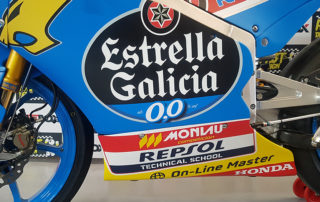 Estrella
Galicia
0,0
MONLAU
REPSOL
TECHNICAL SCHOOL
On-Line Master
HONDA